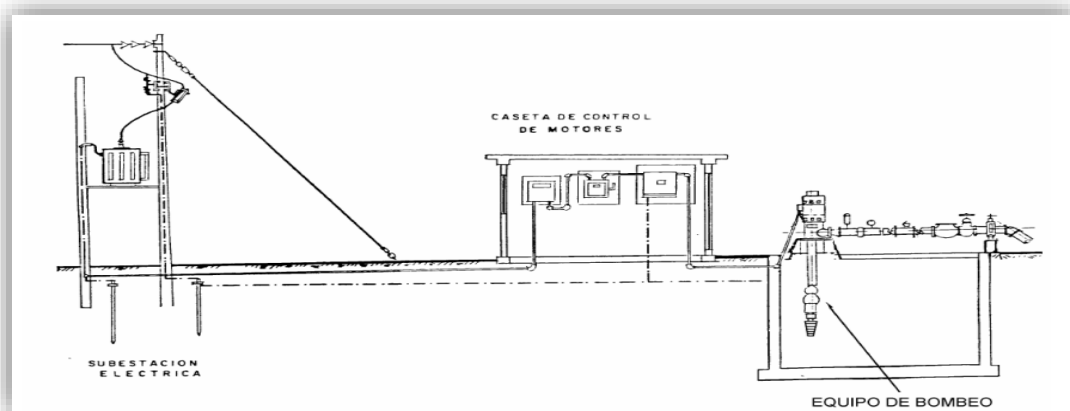 CASETA DE CONTROL
DE MOTORES
SUBESTACION
ELECTRICA
EQUIPO DE BOMBEO